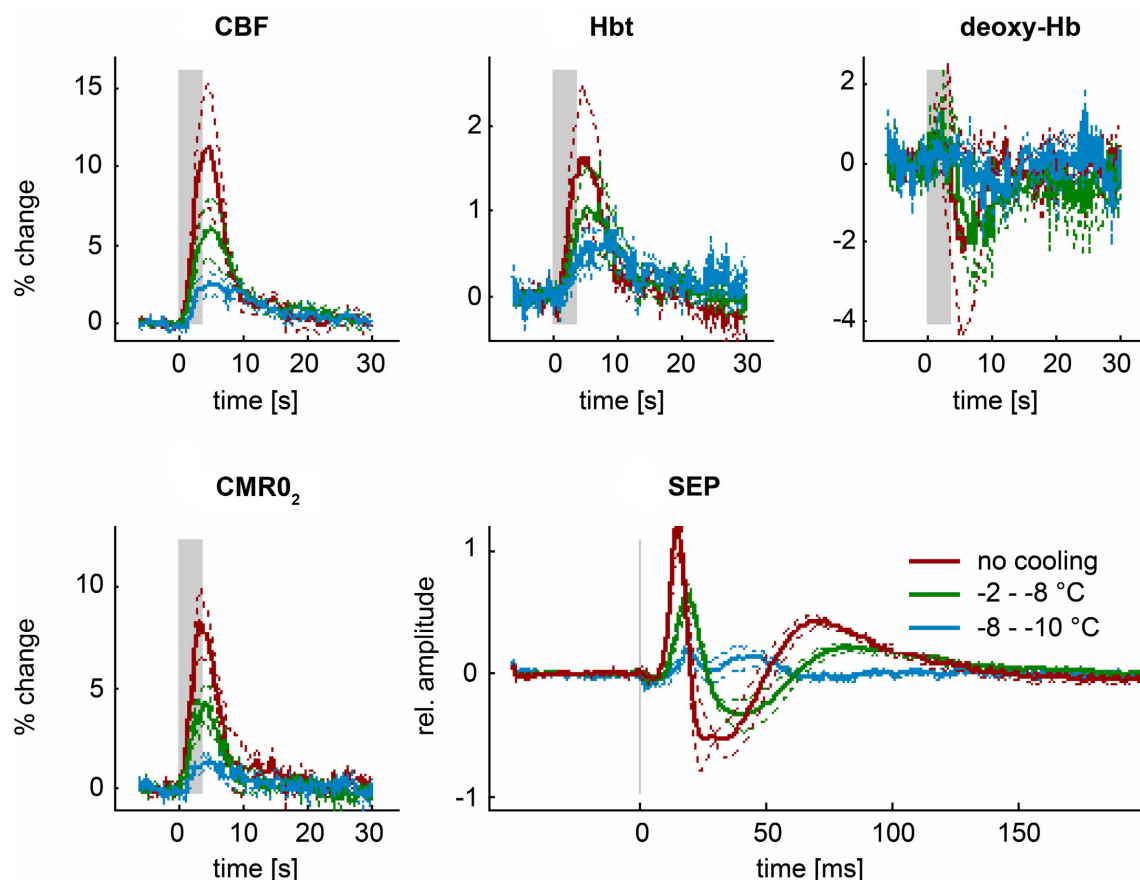 CBF
Hbt
deoxy-Hb
% change
15
10
5
0
0 10 20 30
time [s]
2
1
0
0 10 20 30
time [s]
2
0
-2
-4
0 10 20 30
time [s]
CMR0₂
SEP
% change
10
5
0
0 10 20 30
time [s]
rel. amplitude
1
0
-1
0 50 100 150
time [ms]
no cooling
-2 - -8 °C
-8 - -10 °C